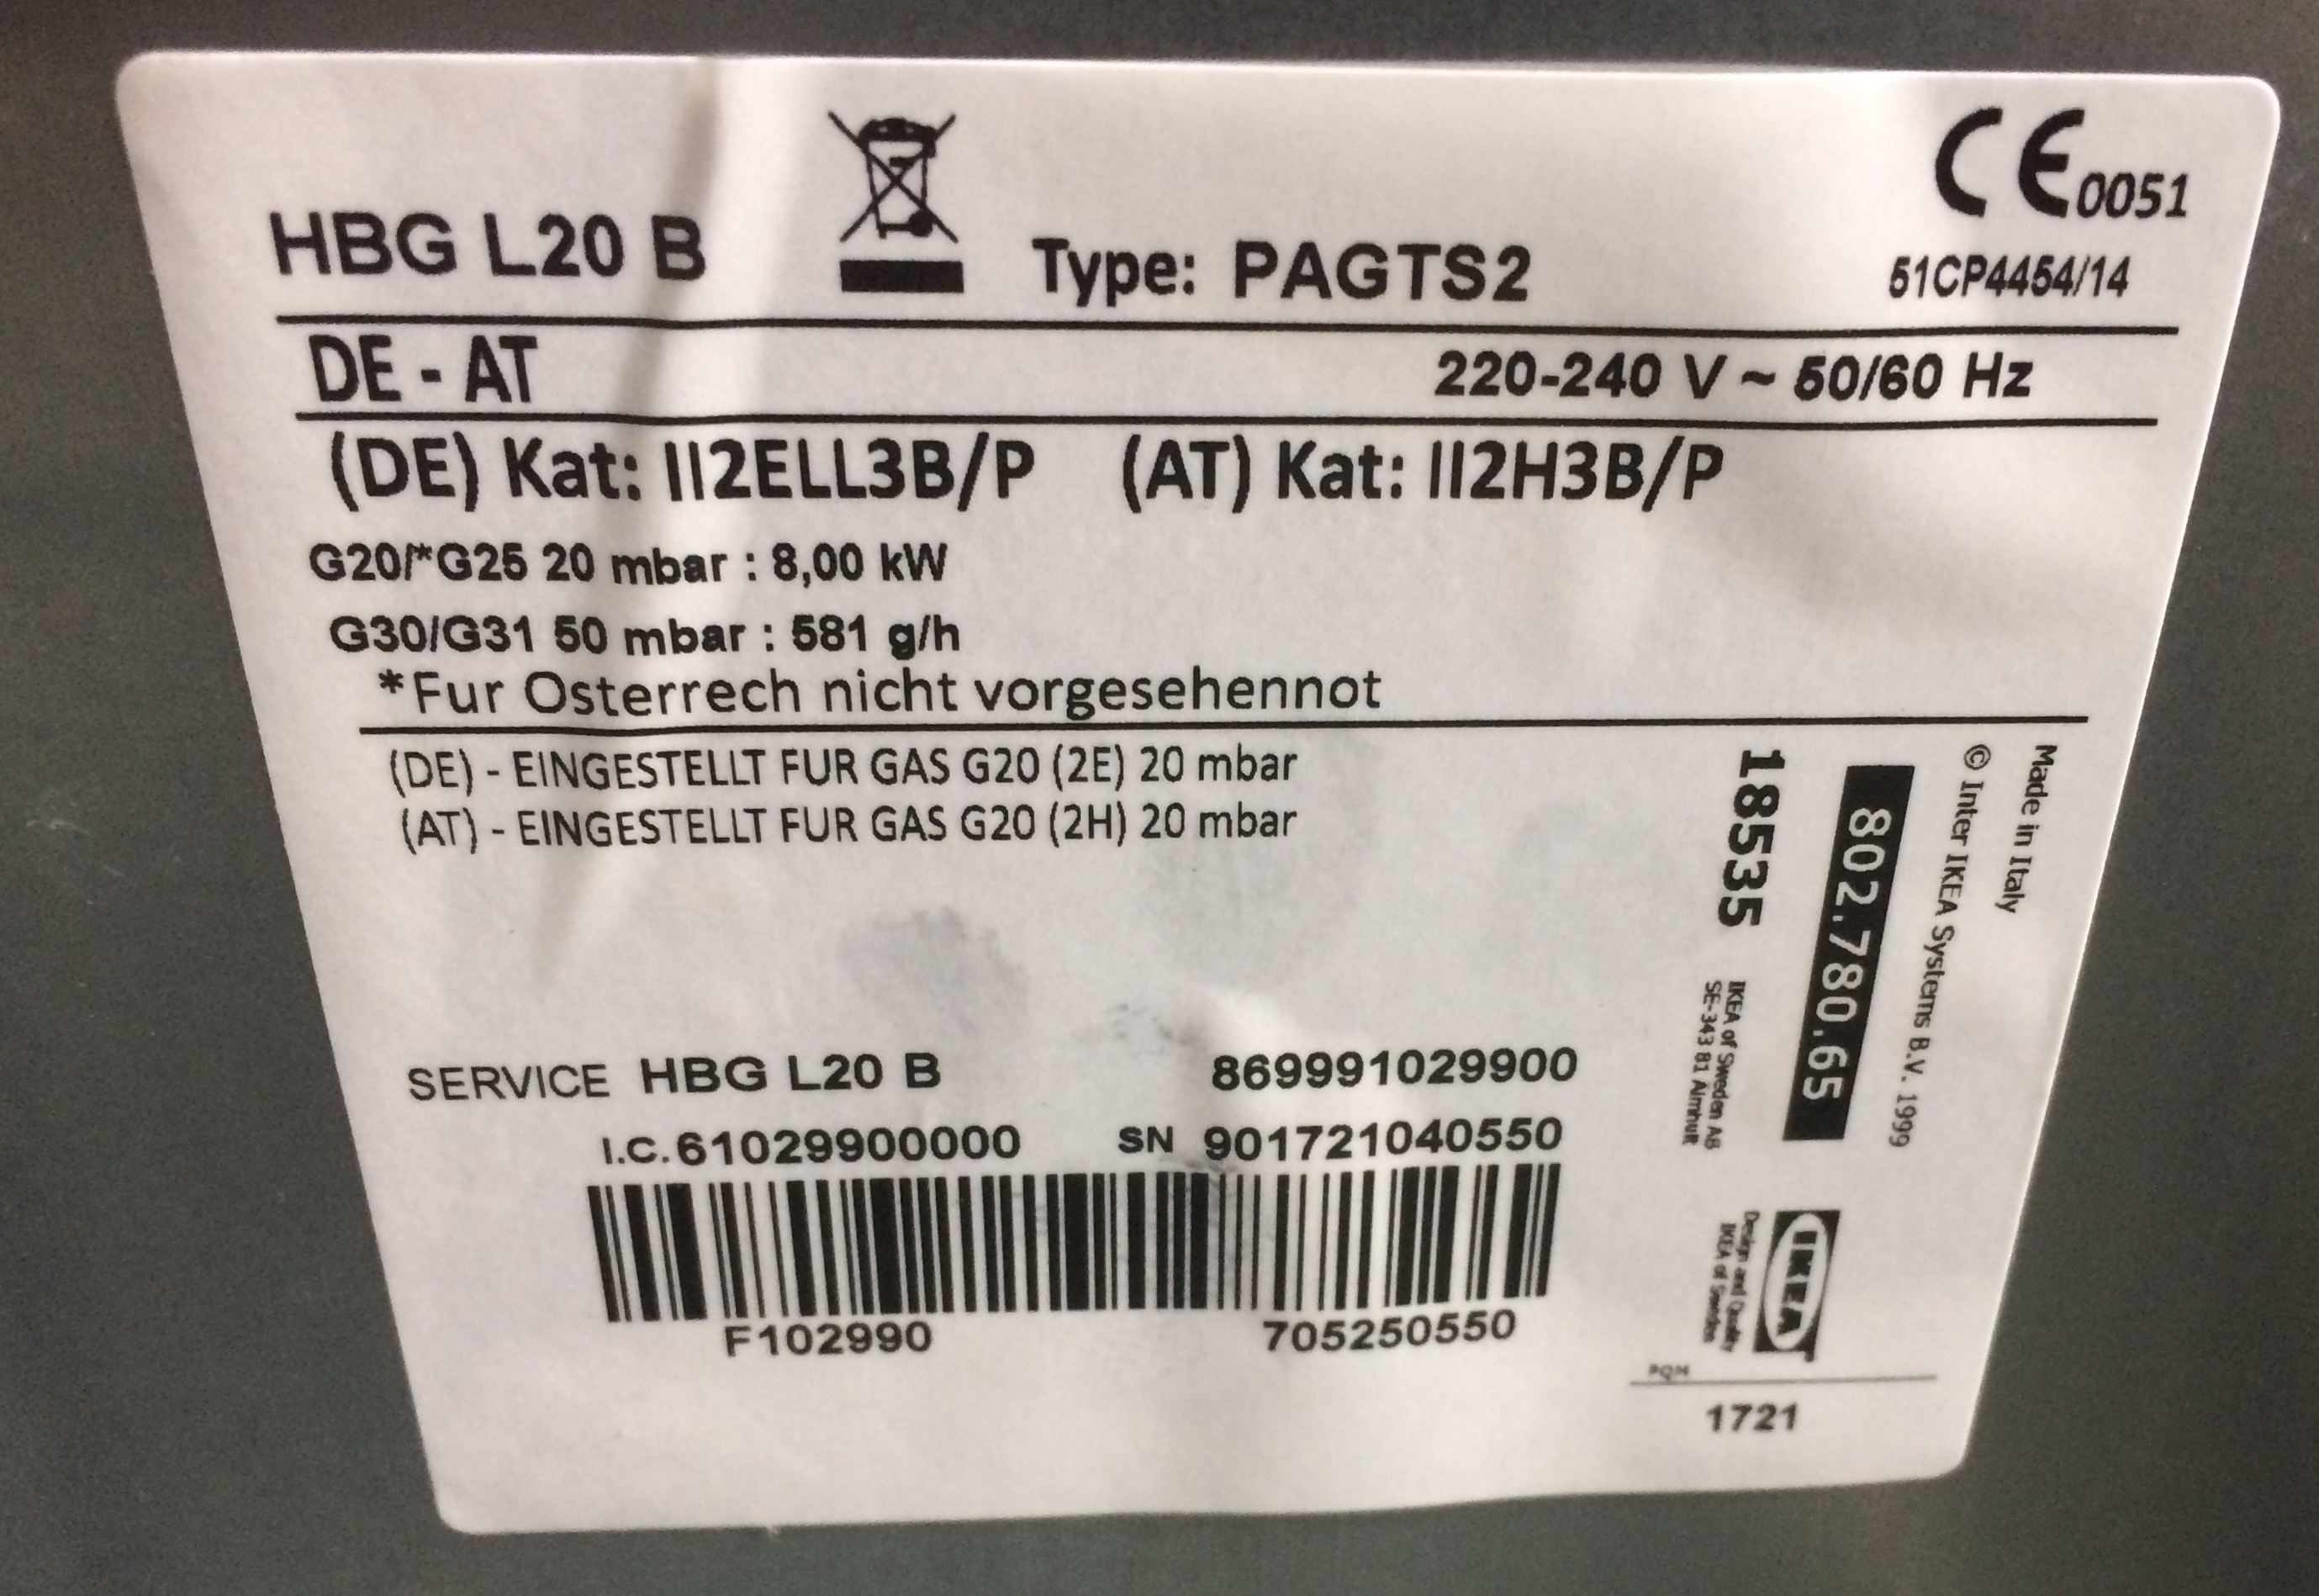 CE 0051
HBG L20 B
Type: PAGTS2
51CP4454/14
DE - AT
220-240 V ~ 50/60 Hz
(DE) Kat: II2ELL3B/P (AT) Kat: II2H3B/P
G20/*G25 20 mbar : 8,00 kW
G30/G31 50 mbar : 581 g/h
*Fur Osterrech nicht vorgesehennot
(DE) - EINGESTELLT FUR GAS G20 (2E) 20 mbar
(AT) - EINGESTELLT FUR GAS G20 (2H) 20 mbar
Made in Italy
© Inter IKEA Systems B.V. 1999
802.780.65
18535
IKEA of Sweden AB
SE-343 81 Älmhult
SERVICE HBG L20 B 869991029900
I.C.61029900000 SN 901721040550
F102990 705250550
IKEA
Design and Quality
IKEA of Sweden
PQM
1721